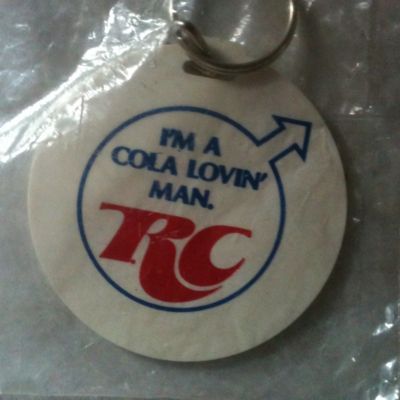 I'M A
COLA LOVIN'
MAN.
RC